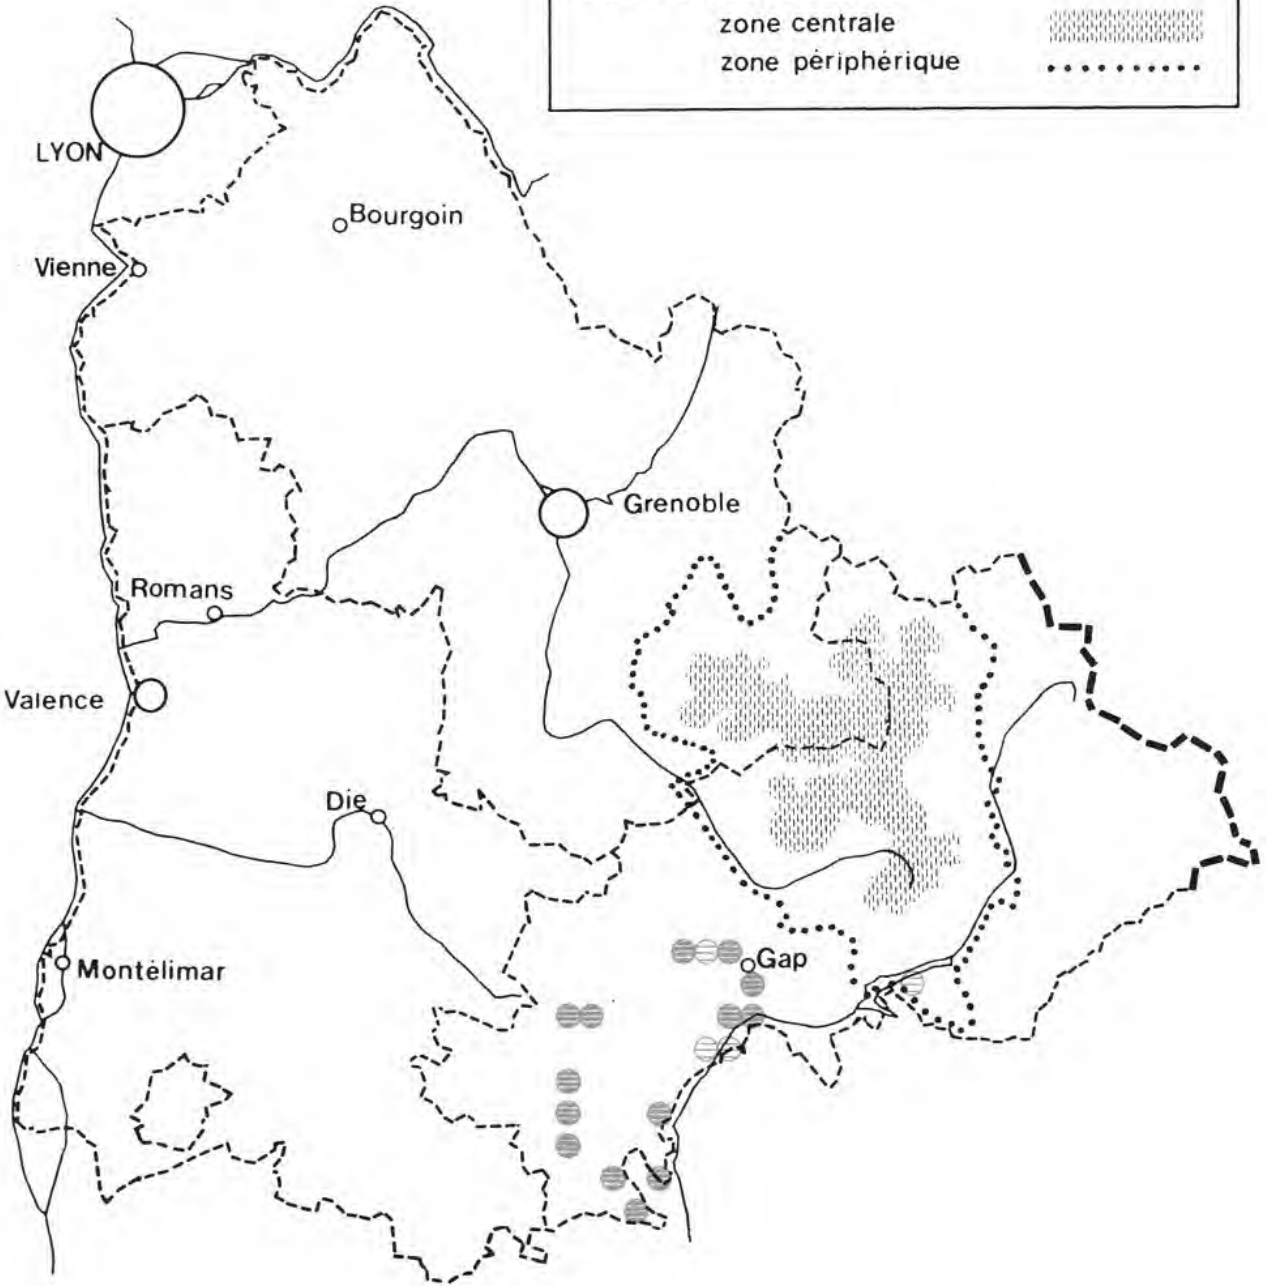 zone centrale
zone périphérique
LYON
Bourgoin
Vienne
Grenoble
Romans
Valence
Die
Gap
Montélimar